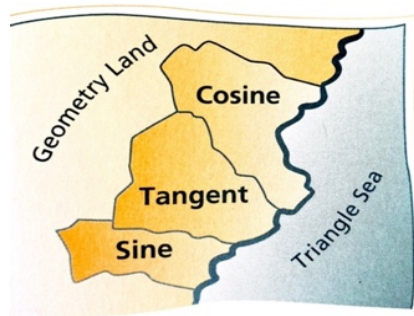 Geometry Land
Cosine
Tangent
Triangle Sea
Sine